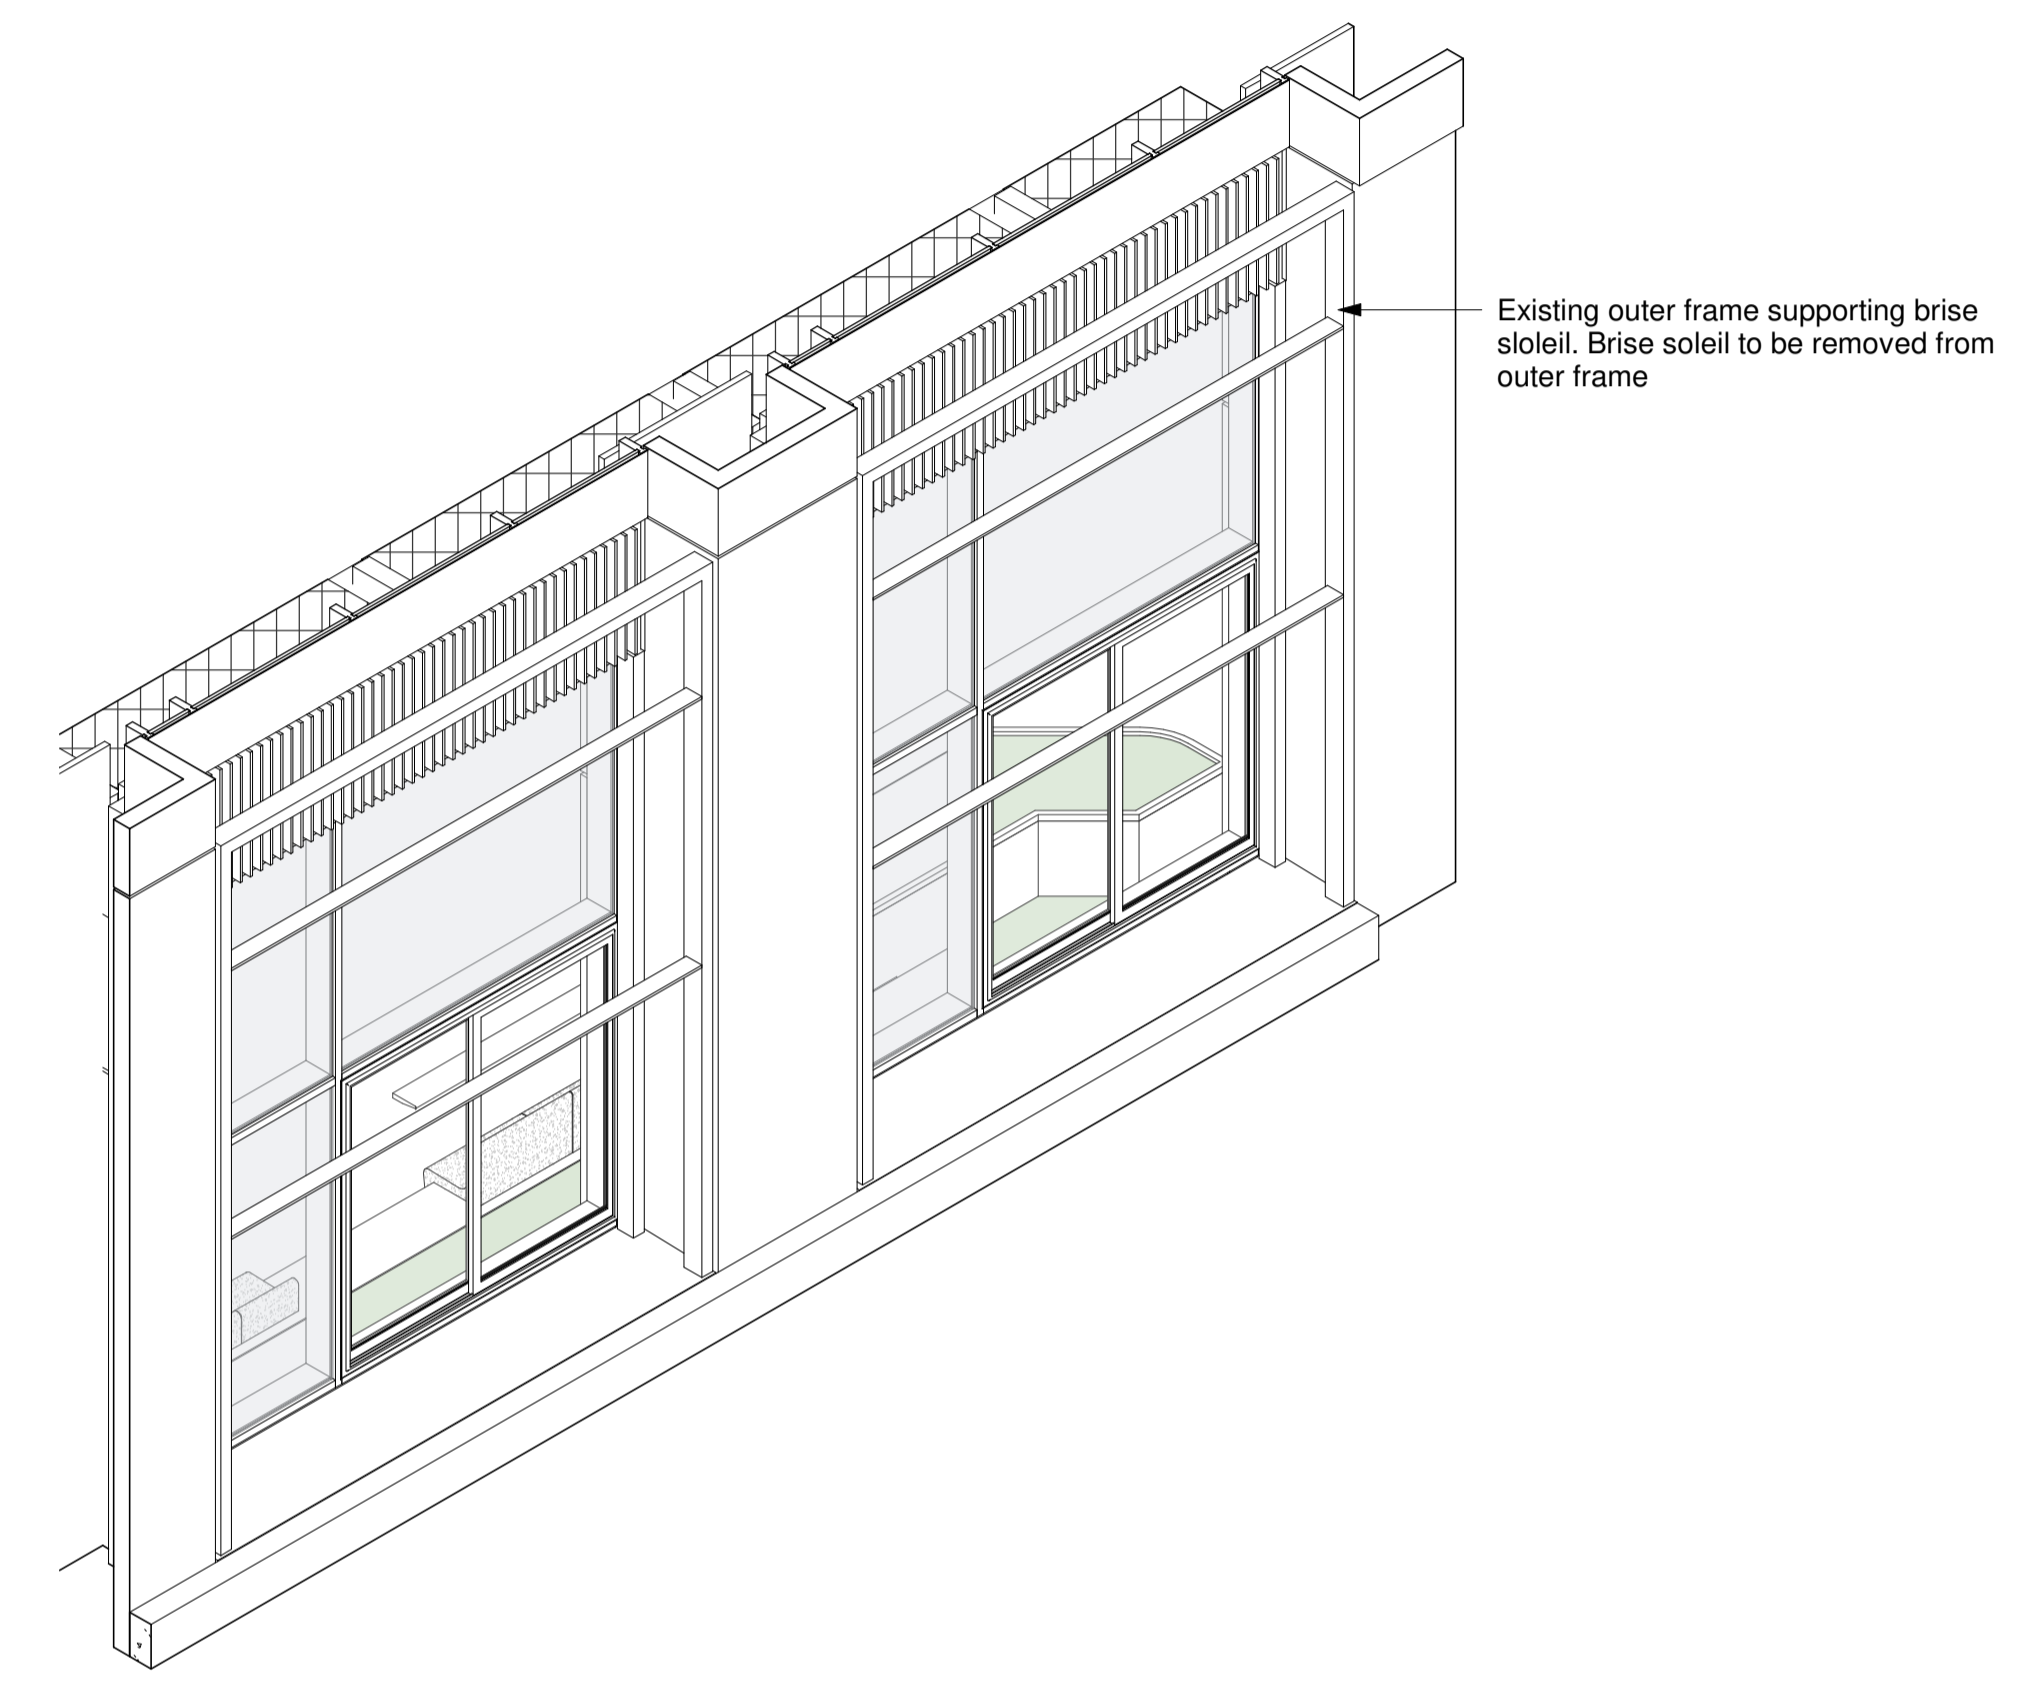 Existing outer frame supporting brise
sloleil. Brise soleil to be removed from
outer frame